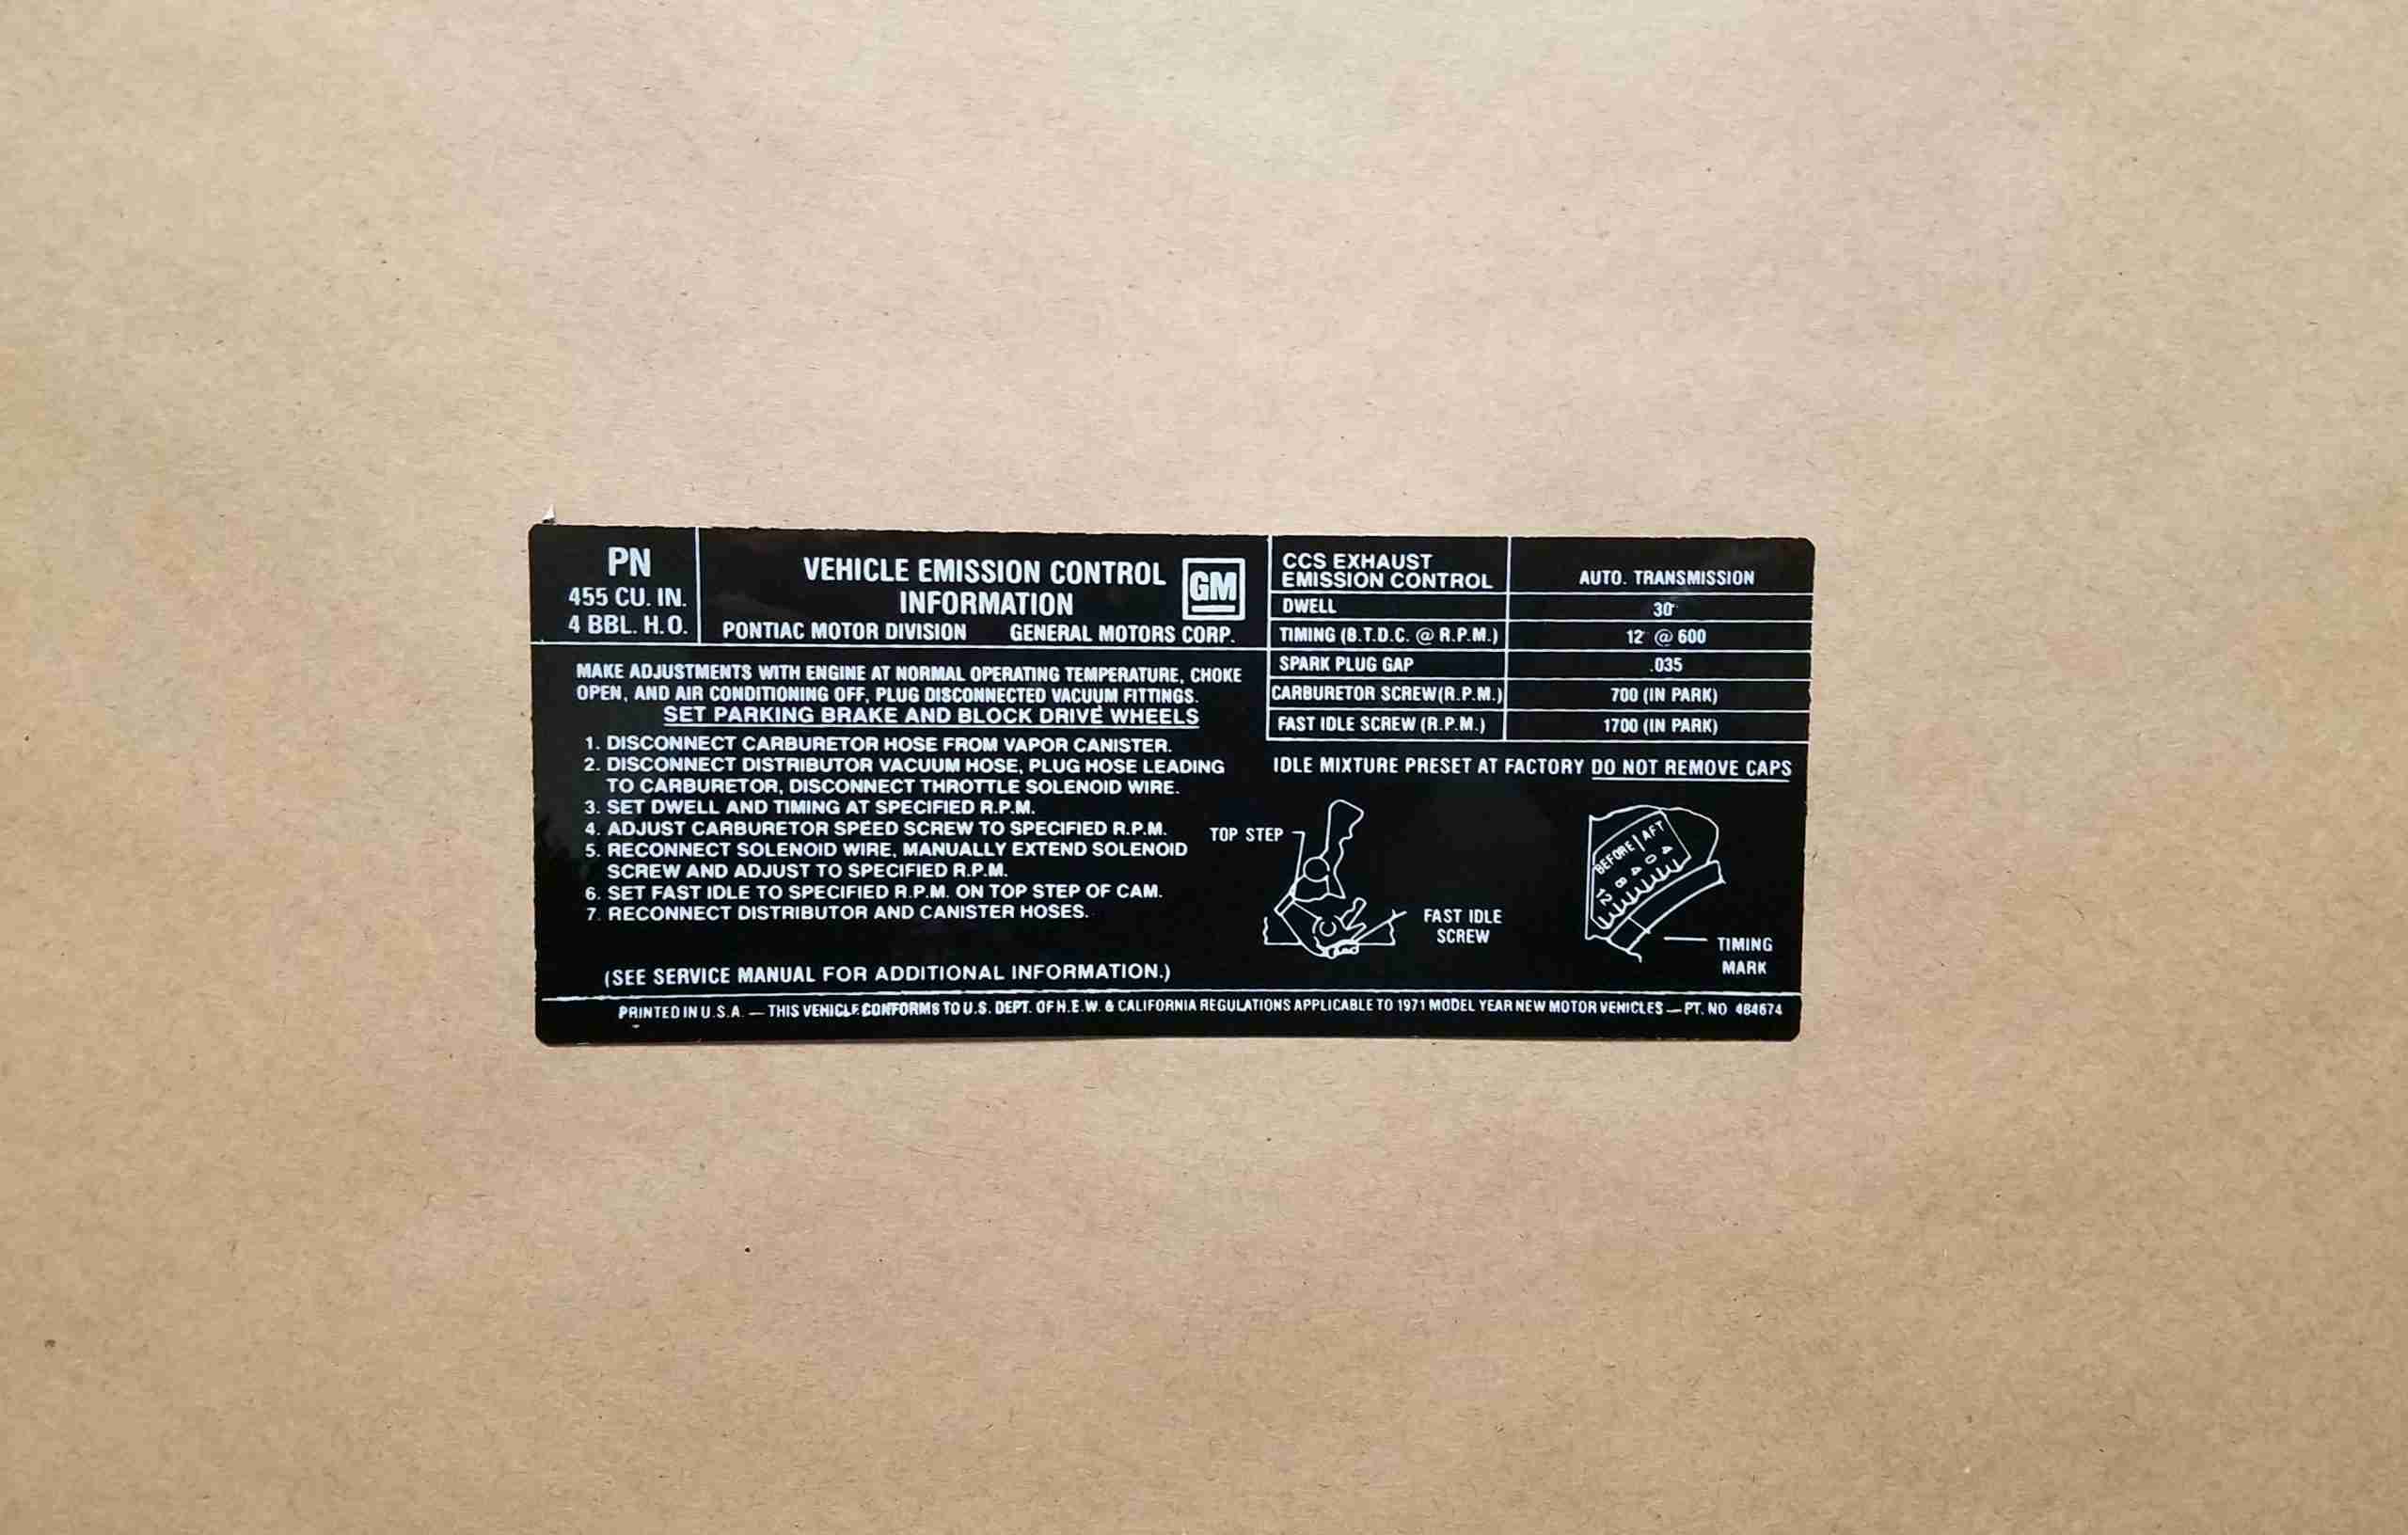 PN
455 CU. IN.
4 BBL. H.O.
VEHICLE EMISSION CONTROL
INFORMATION
GM
PONTIAC MOTOR DIVISION GENERAL MOTORS CORP.
CCS EXHAUST
EMISSION CONTROL
AUTO. TRANSMISSION
DWELL 30°
TIMING (B.T.D.C. @ R.P.M.) 12° @ 600
SPARK PLUG GAP .035
CARBURETOR SCREW(R.P.M.) 700 (IN PARK)
FAST IDLE SCREW (R.P.M.) 1700 (IN PARK)
MAKE ADJUSTMENTS WITH ENGINE AT NORMAL OPERATING TEMPERATURE, CHOKE
OPEN, AND AIR CONDITIONING OFF, PLUG DISCONNECTED VACUUM FITTINGS.
SET PARKING BRAKE AND BLOCK DRIVE WHEELS
1. DISCONNECT CARBURETOR HOSE FROM VAPOR CANISTER.
2. DISCONNECT DISTRIBUTOR VACUUM HOSE, PLUG HOSE LEADING
TO CARBURETOR, DISCONNECT THROTTLE SOLENOID WIRE.
3. SET DWELL AND TIMING AT SPECIFIED R.P.M.
4. ADJUST CARBURETOR SPEED SCREW TO SPECIFIED R.P.M.
5. RECONNECT SOLENOID WIRE, MANUALLY EXTEND SOLENOID
SCREW AND ADJUST TO SPECIFIED R.P.M.
6. SET FAST IDLE TO SPECIFIED R.P.M. ON TOP STEP OF CAM.
7. RECONNECT DISTRIBUTOR AND CANISTER HOSES.
(SEE SERVICE MANUAL FOR ADDITIONAL INFORMATION.)
IDLE MIXTURE PRESET AT FACTORY DO NOT REMOVE CAPS
TOP STEP
FAST IDLE
SCREW
BEFORE AFT
12 8 4 0 4
TIMING
MARK
PRINTED IN U.S.A. — THIS VEHICLE CONFORMS TO U.S. DEPT. OF H.E.W. & CALIFORNIA REGULATIONS APPLICABLE TO 1971 MODEL YEAR NEW MOTOR VEHICLES — PT. NO 484674